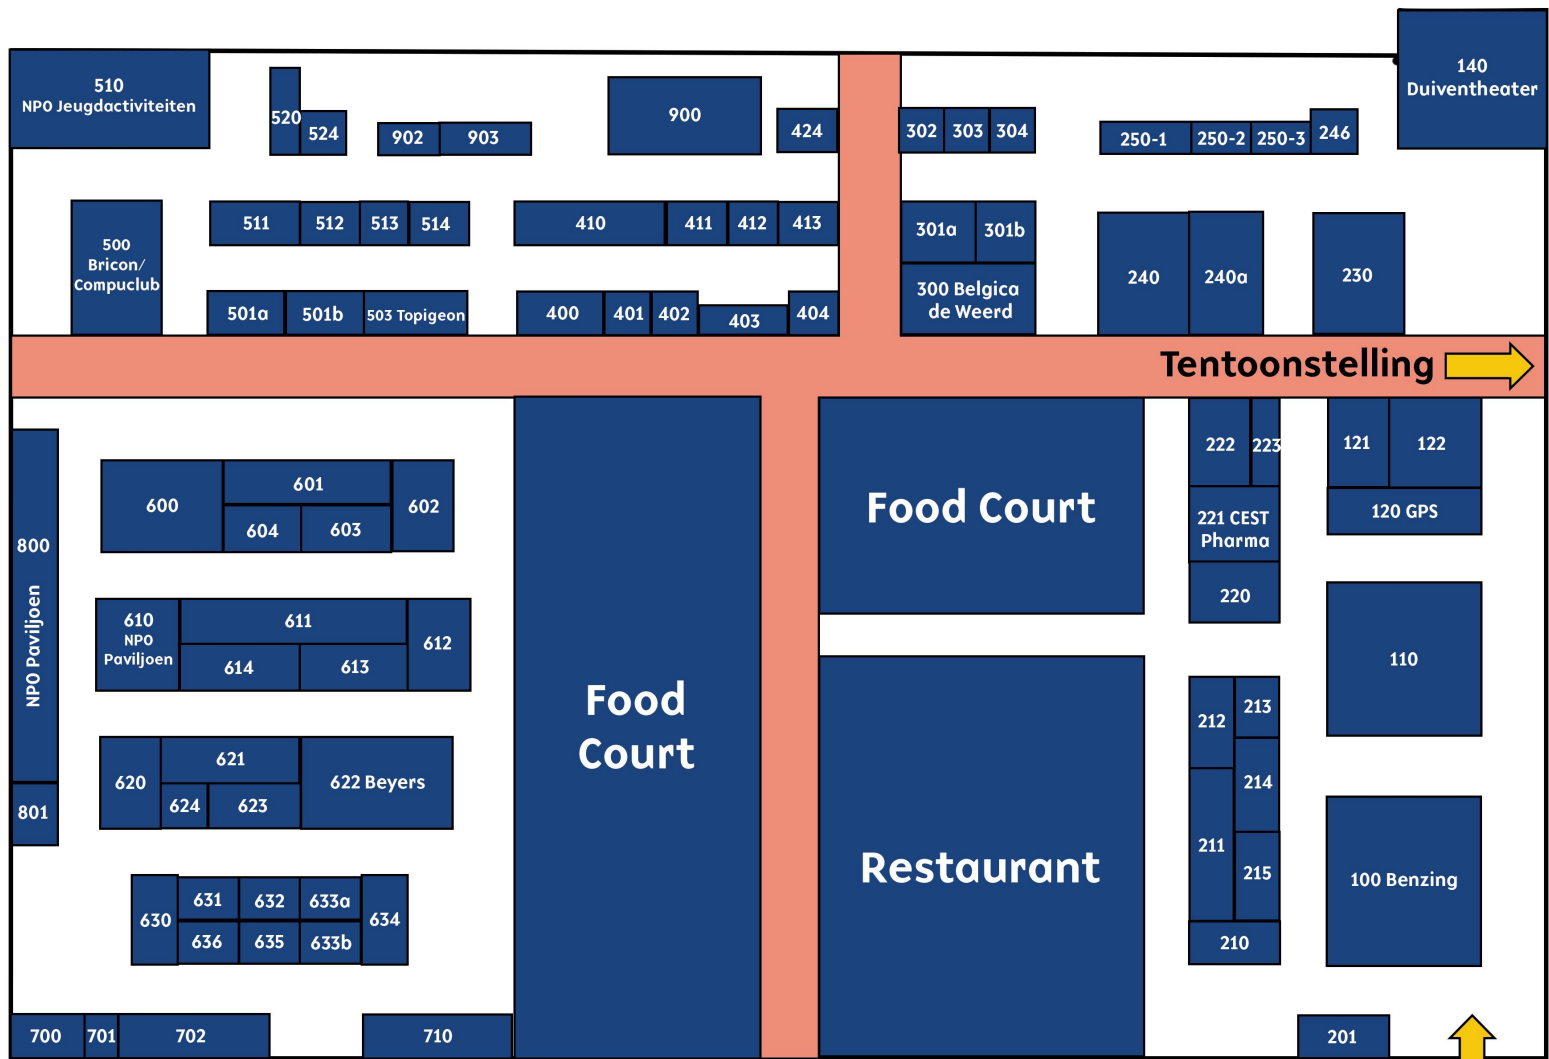 510
NPO Jeugdactiviteiten
520
524
902
903
900
424
302
303
304
250-1
250-2
250-3
246
140
Duiventheater
500
Bricon/
Compuclub
511
512
513
514
410
411
412
413
301a
301b
300 Belgica
de Weerd
240
240a
230
501a
501b
503 Topigeon
400
401
402
403
404
Tentoonstelling
800
NPO Paviljoen
801
600
601
602
604
603
610
NPO
Paviljoen
611
612
614
613
620
621
622 Beyers
624
623
630
631
632
633a
634
636
635
633b
700
701
702
710
Food
Court
Food Court
Restaurant
222
223
221 CEST
Pharma
220
121
122
120 GPS
110
212
213
214
211
215
210
100 Benzing
201